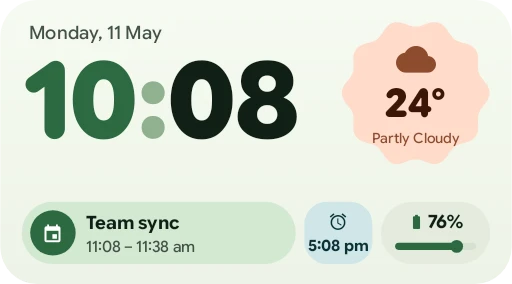 Monday, 11 May
10:08
24°
Partly Cloudy
Team sync
11:08 – 11:38 am
5:08 pm
76%